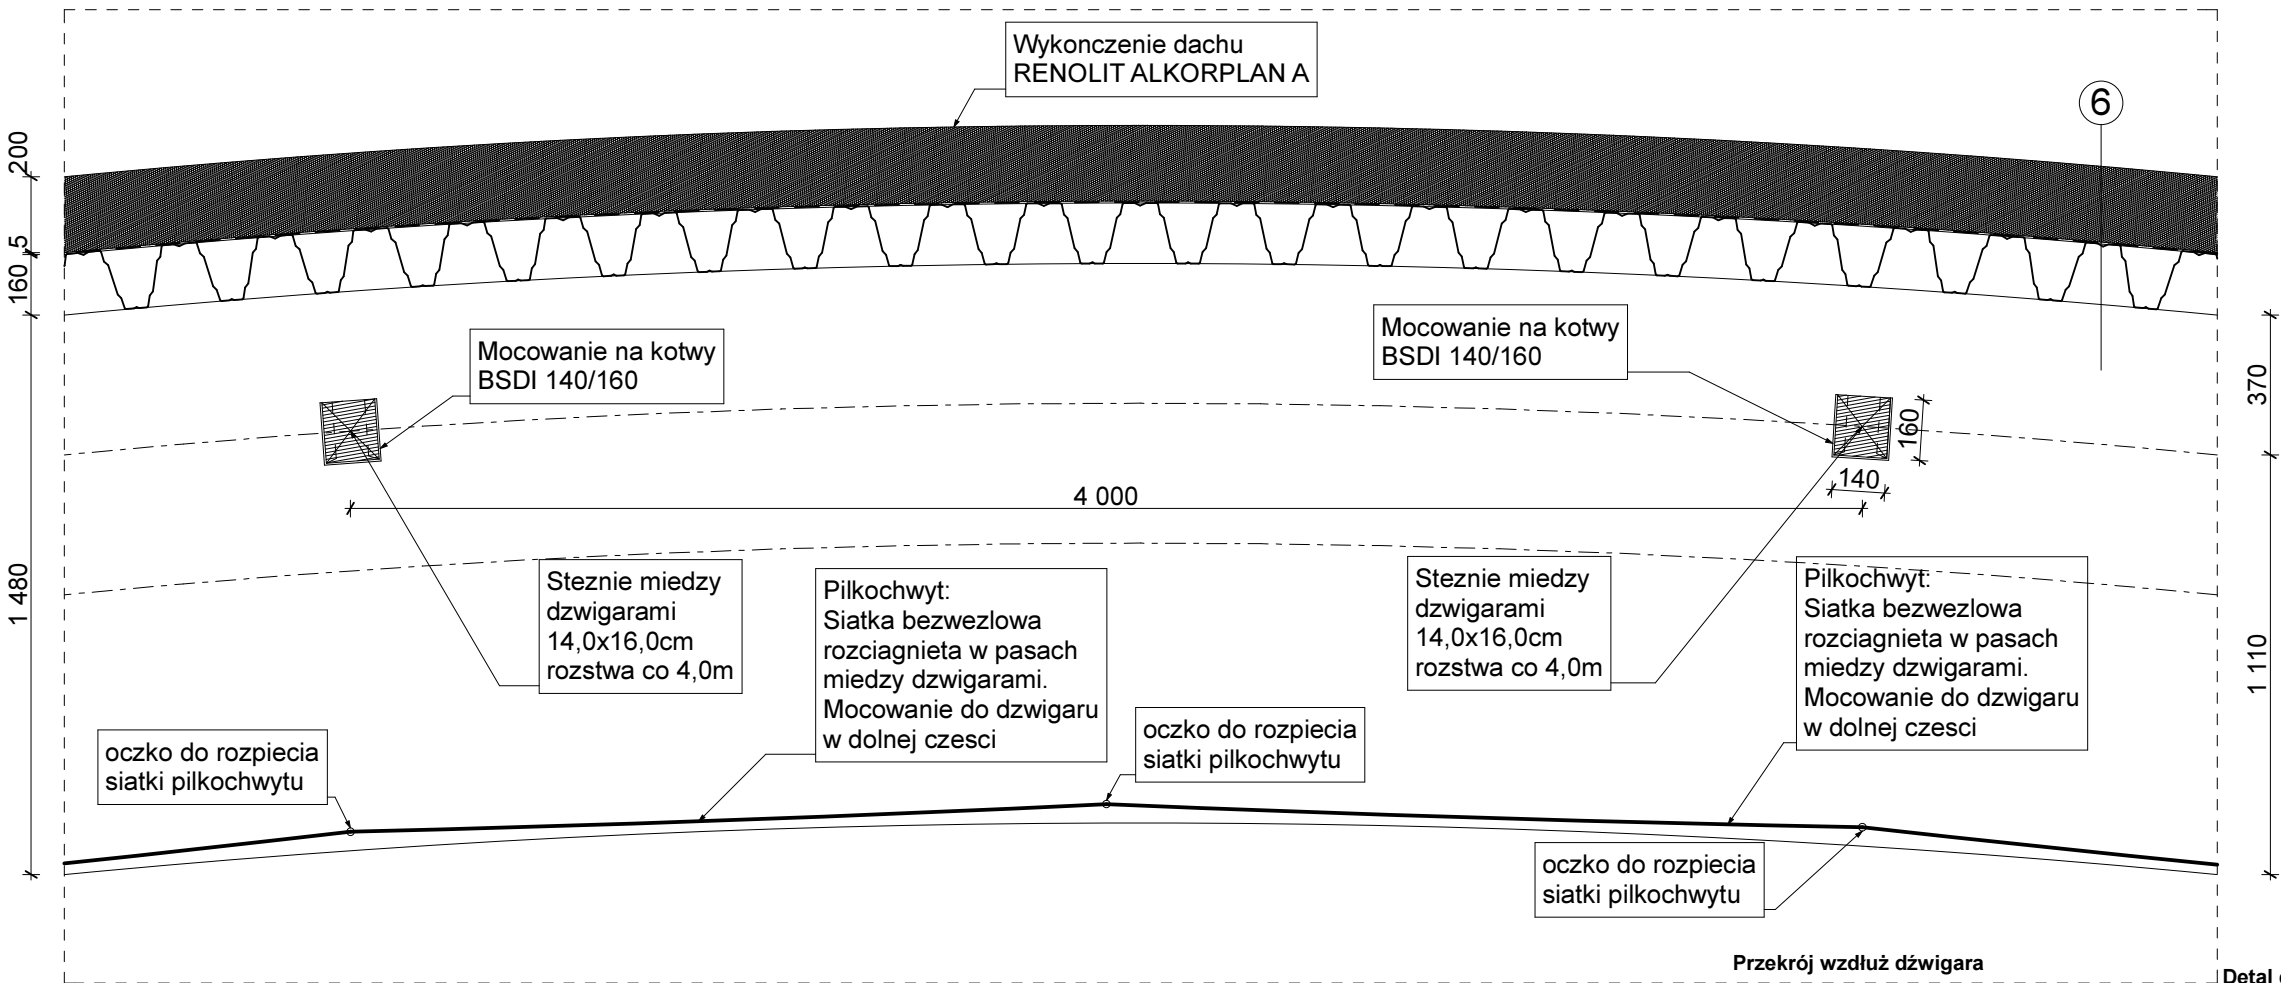 Wykonczenie dachu
RENOLIT ALKORPLAN A
6
200
5
160
1 480
Mocowanie na kotwy
BSDI 140/160
Mocowanie na kotwy
BSDI 140/160
370
160
140
4 000
1 110
Steznie miedzy
dzwigarami
14,0x16,0cm
rozstwa co 4,0m
Pilkochwyt:
Siatka bezwezlowa
rozciagnieta w pasach
miedzy dzwigarami.
Mocowanie do dzwigaru
w dolnej czesci
Steznie miedzy
dzwigarami
14,0x16,0cm
rozstwa co 4,0m
Pilkochwyt:
Siatka bezwezlowa
rozciagnieta w pasach
miedzy dzwigarami.
Mocowanie do dzwigaru
w dolnej czesci
oczko do rozpiecia
siatki pilkochwytu
oczko do rozpiecia
siatki pilkochwytu
oczko do rozpiecia
siatki pilkochwytu
Przekrój wzdłuż dźwigara
Detal